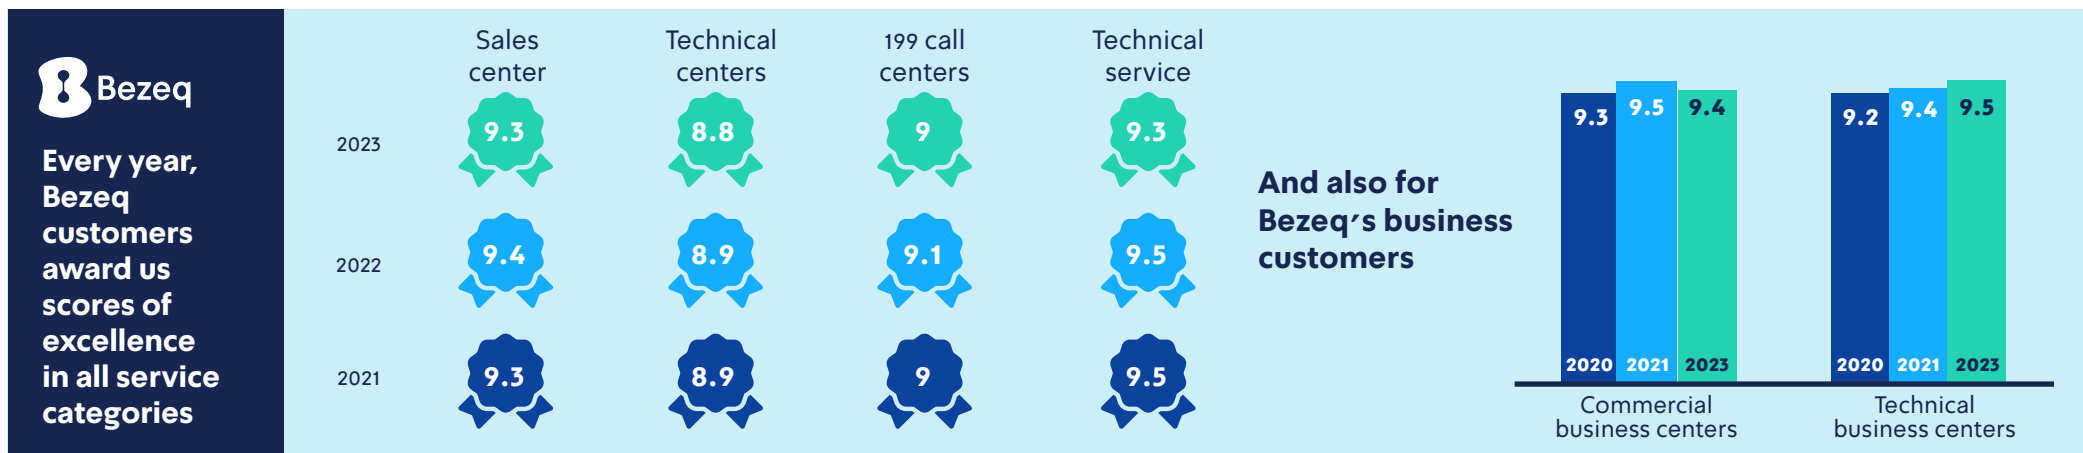 Bezeq
Every year,
Bezeq
customers
award us
scores of
excellence
in all service
categories
Sales
center
Technical
centers
199 call
centers
Technical
service
2023
9.3
8.8
9
9.3
2022
9.4
8.9
9.1
9.5
2021
9.3
8.9
9
9.5
And also for
Bezeq's business
customers
9.3
9.5
9.4
2020
2021
2023
Commercial
business centers
9.2
9.4
9.5
2020
2021
2023
Technical
business centers